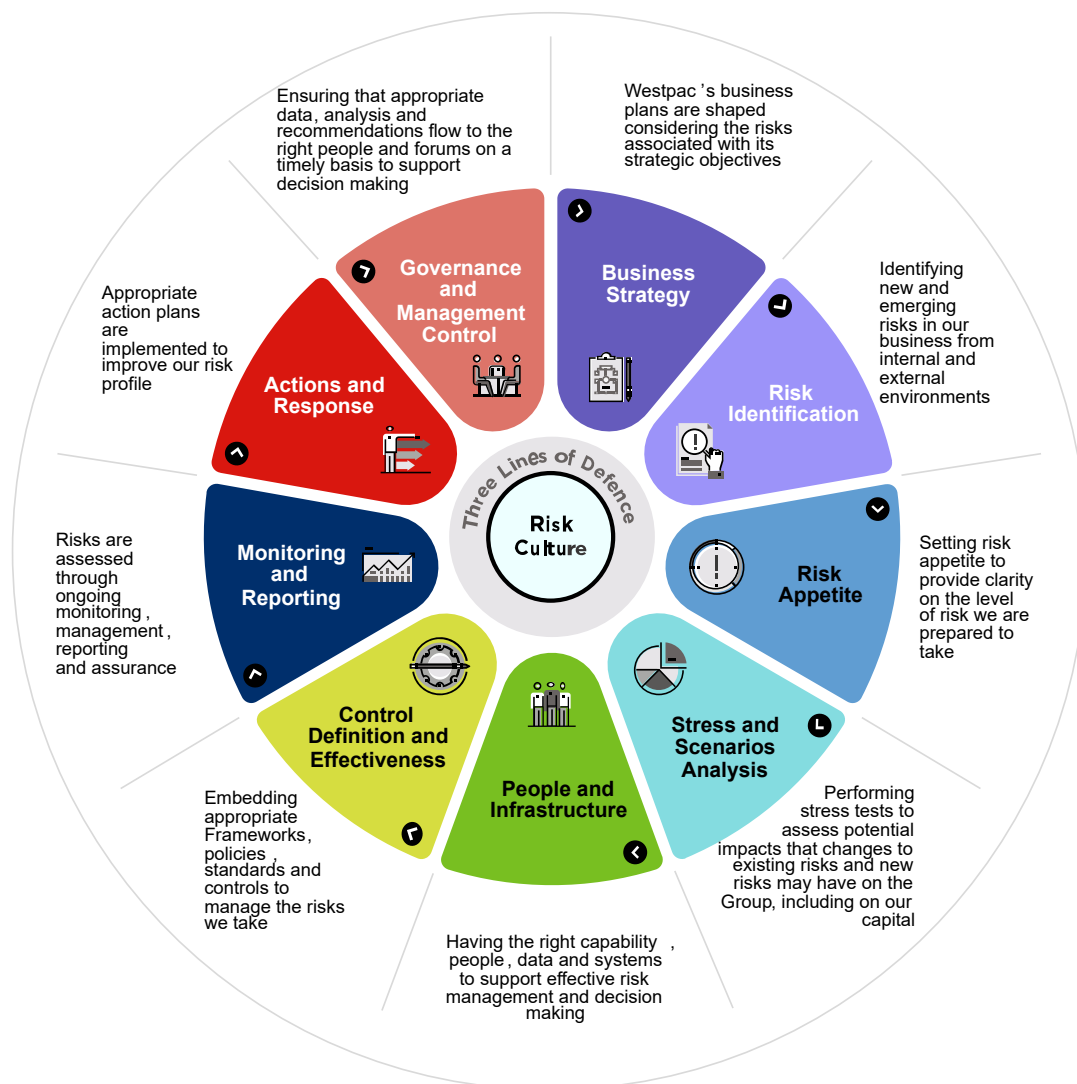 Ensuring that appropriate
data, analysis and
recommendations flow to the
right people and forums on a
timely basis to support
decision making
Westpac 's business
plans are shaped
considering the risks
associated with its
strategic objectives
Governance
and
Management
Control
Business
Strategy
Identifying
new and
emerging
risks in our
business from
internal and
external
environments
Appropriate
action plans
are
implemented to
improve our risk
profile
Actions and
Response
Risk
Identification
Three Lines of Defence
Risk
Culture
Monitoring
and
Reporting
Risk
Appetite
Risks are
assessed
through
ongoing
monitoring ,
management ,
reporting
and assurance
Setting risk
appetite to
provide clarity
on the level
of risk we are
prepared to
take
Control
Definition and
Effectiveness
Stress and
Scenarios
Analysis
People and
Infrastructure
Embedding
appropriate
Frameworks,
policies ,
standards and
controls to
manage the risks
we take
Performing
stress tests to
assess potential
impacts that changes to
existing risks and new
risks may have on the
Group, including on our
capital
Having the right capability ,
people , data and systems
to support effective risk
management and decision
making